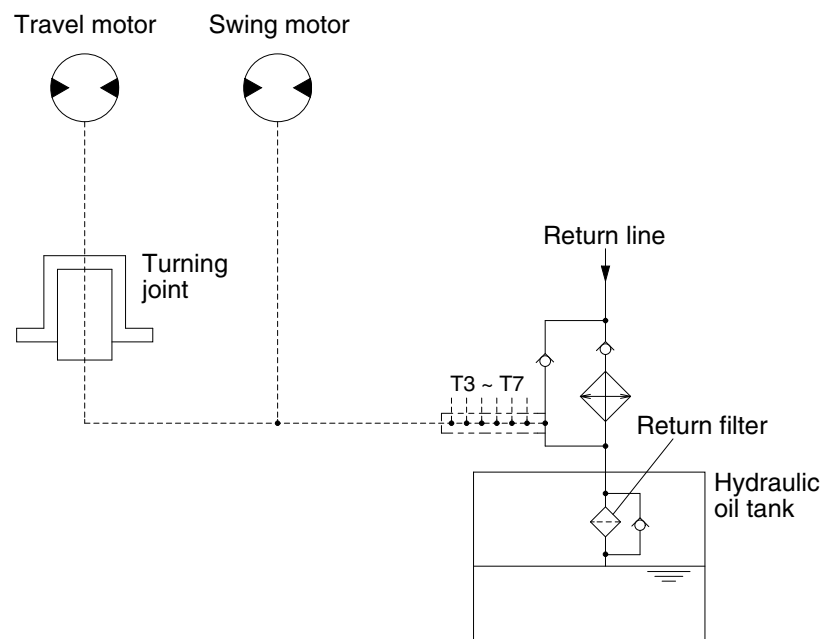 Travel motor
Swing motor
Turning
joint
Return line
T3 ~ T7
Return filter
Hydraulic
oil tank